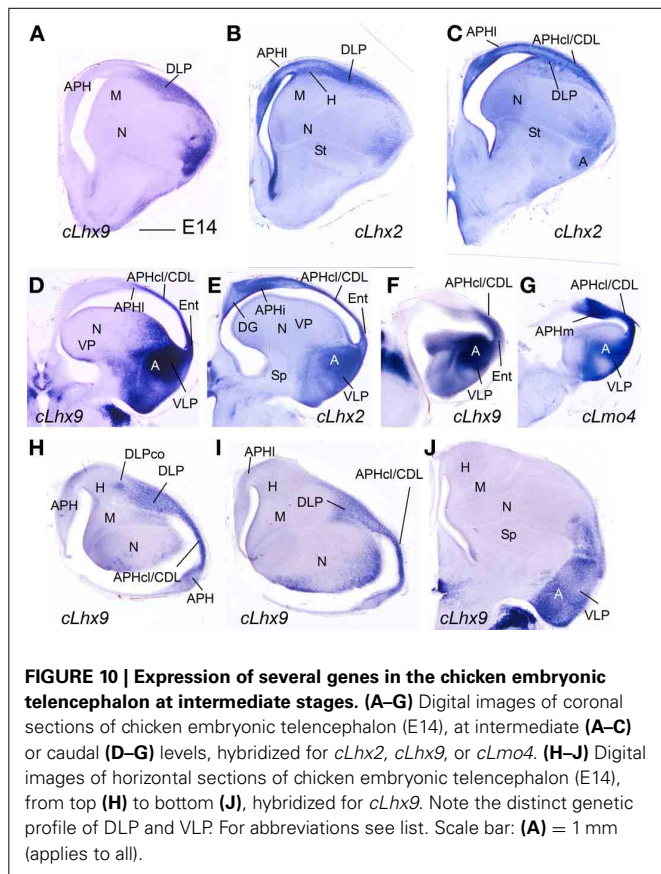 A
B
C
APHl
DLP
APHl
APHcl/CDL
APH
DLP
M
N
M
H
N
St
N
DLP
St
A
cLhx9
E14
cLhx2
cLhx2
D
E
F
G
APHcl/CDL
APHl
Ent
N
VP
A
VLP
cLhx9
APHcl/CDL
APHi
Ent
DG
N
VP
A
Sp
VLP
cLhx2
APHcl/CDL
A
VLP
Ent
cLhx9
APHcl/CDL
APHm
A
VLP
cLmo4
H
I
J
DLPco
DLP
H
APH
M
N
APHcl/CDL
APH
cLhx9
APHl
H
DLP
M
N
APHcl/CDL
cLhx9
H
M
N
Sp
A
VLP
cLhx9
FIGURE 10 | Expression of several genes in the chicken embryonic
telencephalon at intermediate stages. (A–G) Digital images of coronal
sections of chicken embryonic telencephalon (E14), at intermediate (A–C)
or caudal (D–G) levels, hybridized for cLhx2, cLhx9, or cLmo4. (H–J) Digital
images of horizontal sections of chicken embryonic telencephalon (E14),
from top (H) to bottom (J), hybridized for cLhx9. Note the distinct genetic
profile of DLP and VLP. For abbreviations see list. Scale bar: (A) = 1 mm
(applies to all).